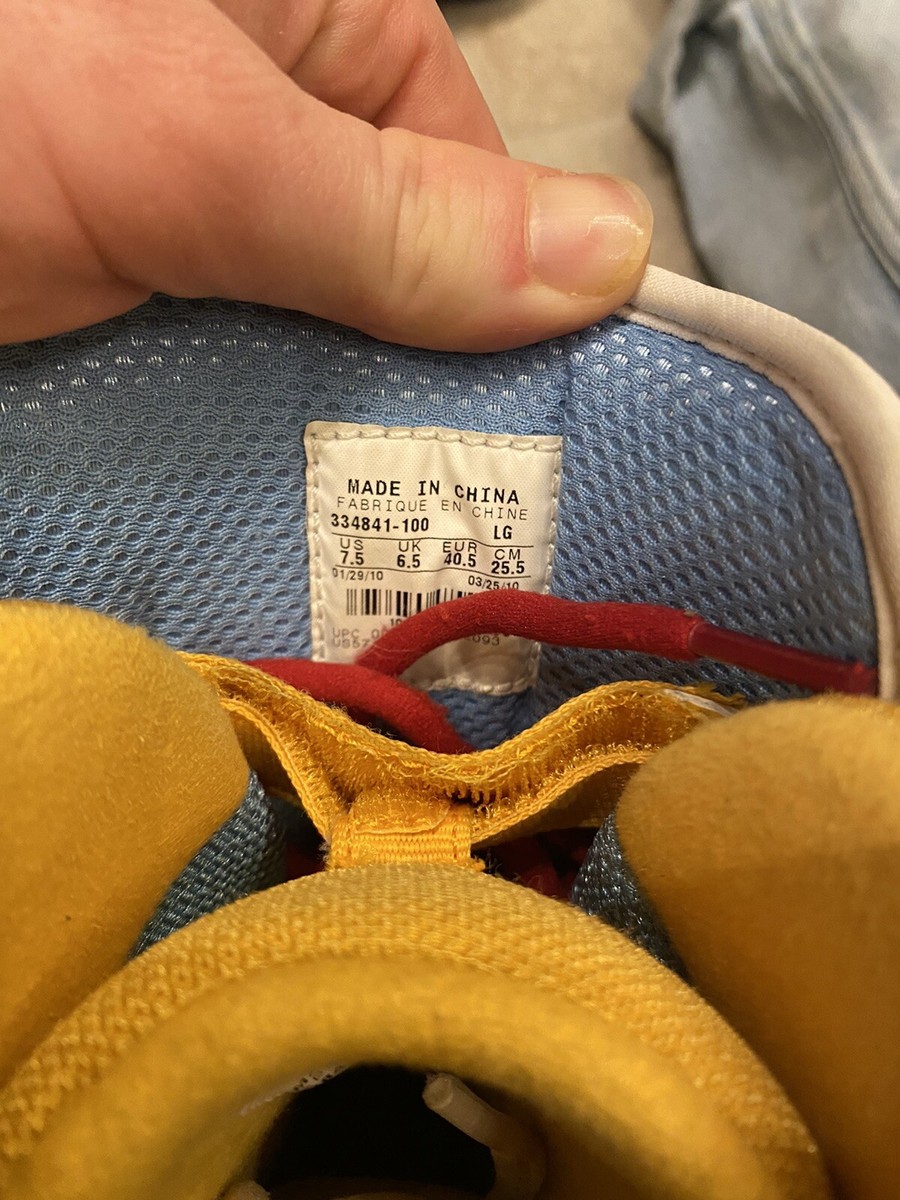 MADE IN CHINA
FABRIQUE EN CHINE
334841-100 LG
US UK EUR CM
7.5 6.5 40.5 25.5
01/29/10 03/25/10
UPC